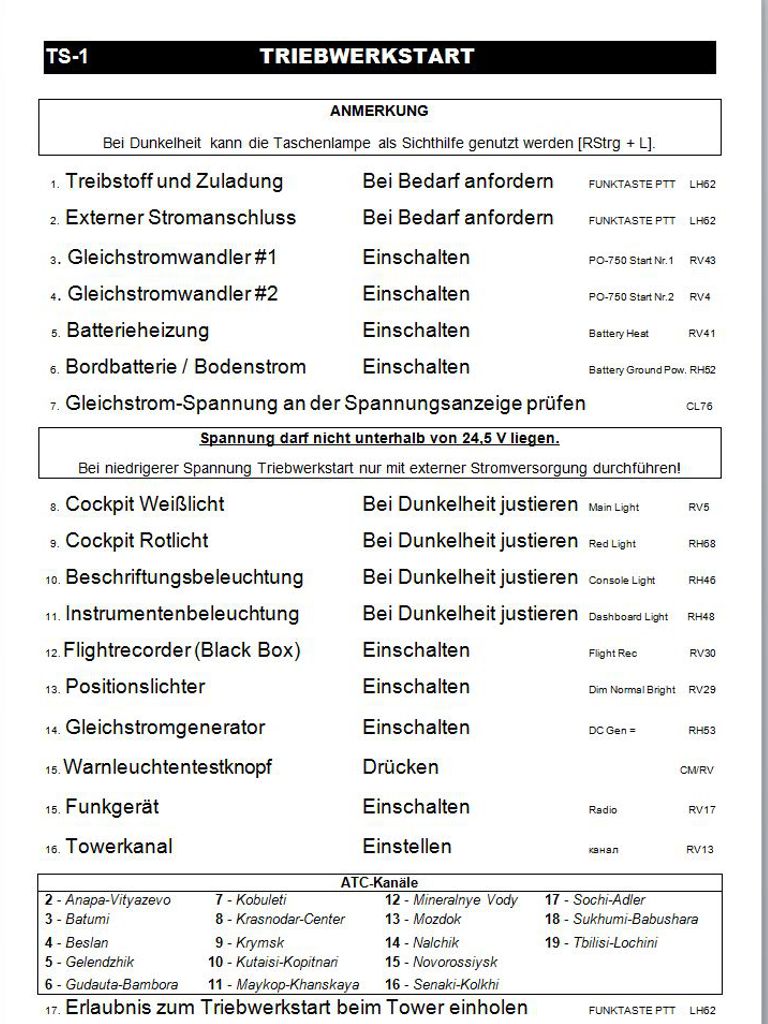 TS-1 TRIEBWERKSTART
ANMERKUNG
Bei Dunkelheit kann die Taschenlampe als Sichthilfe genutzt werden [RStrg + L].
1. Treibstoff und Zuladung Bei Bedarf anfordern FUNKTASTE PTT LH62
2. Externer Stromanschluss Bei Bedarf anfordern FUNKTASTE PTT LH62
3. Gleichstromwandler #1 Einschalten PO-750 Start Nr.1 RV43
4. Gleichstromwandler #2 Einschalten PO-750 Start Nr.2 RV4
5. Batterieheizung Einschalten Battery Heat RV41
6. Bordbatterie / Bodenstrom Einschalten Battery Ground Pow. RH52
7. Gleichstrom-Spannung an der Spannungsanzeige prüfen CL76
Spannung darf nicht unterhalb von 24,5 V liegen.
Bei niedrigerer Spannung Triebwerkstart nur mit externer Stromversorgung durchführen!
8. Cockpit Weißlicht Bei Dunkelheit justieren Main Light RV5
9. Cockpit Rotlicht Bei Dunkelheit justieren Red Light RH68
10. Beschriftungsbeleuchtung Bei Dunkelheit justieren Console Light RH46
11. Instrumentenbeleuchtung Bei Dunkelheit justieren Dashboard Light RH48
12. Flightrecorder (Black Box) Einschalten Flight Rec RV30
13. Positionslichter Einschalten Dim Normal Bright RV29
14. Gleichstromgenerator Einschalten DC Gen = RH53
15. Warnleuchtentestknopf Drücken CM/RV
15. Funkgerät Einschalten Radio RV17
16. Towerkanal Einstellen канал RV13
ATC-Kanäle
2 - Anapa-Vityazevo 7 - Kobuleti 12 - Mineralnye Vody 17 - Sochi-Adler
3 - Batumi 8 - Krasnodar-Center 13 - Mozdok 18 - Sukhumi-Babushara
4 - Beslan 9 - Krymsk 14 - Nalchik 19 - Tbilisi-Lochini
5 - Gelendzhik 10 - Kutaisi-Kopitnari 15 - Novorossiysk
6 - Gudauta-Bambora 11 - Maykop-Khanskaya 16 - Senaki-Kolkhi
17. Erlaubnis zum Triebwerkstart beim Tower einholen FUNKTASTE PTT LH62